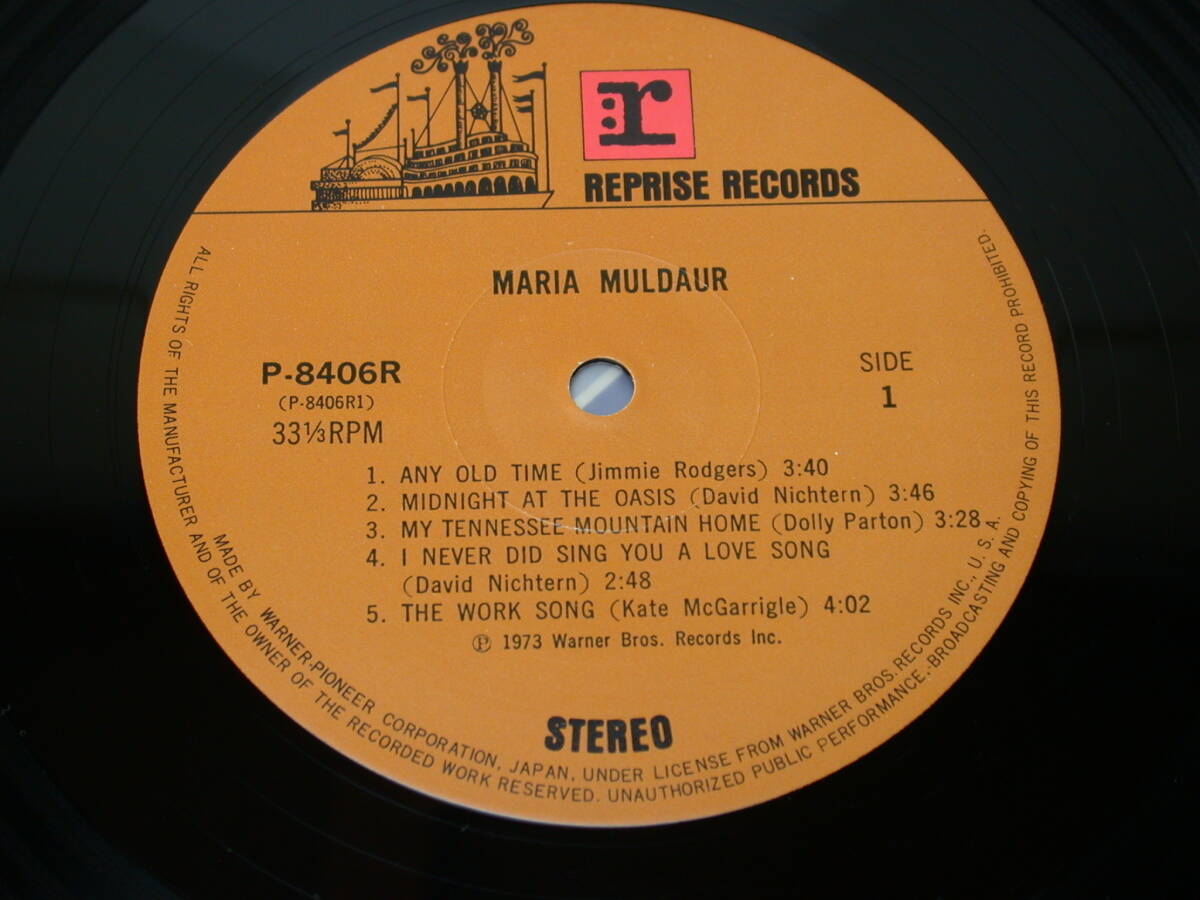 r
REPRISE RECORDS
MARIA MULDAUR
P-8406R
(P-8406R1)
33⅓RPM
SIDE
1
1. ANY OLD TIME (Jimmie Rodgers) 3:40
2. MIDNIGHT AT THE OASIS (David Nichtern) 3:46
3. MY TENNESSEE MOUNTAIN HOME (Dolly Parton) 3:28
4. I NEVER DID SING YOU A LOVE SONG
(David Nichtern) 2:48
5. THE WORK SONG (Kate McGarrigle) 4:02
Ⓟ 1973 Warner Bros. Records Inc.
STEREO
MADE BY WARNER-PIONEER CORPORATION, JAPAN, UNDER LICENSE FROM WARNER BROS. RECORDS INC., U. S. A.
ALL RIGHTS OF THE MANUFACTURER AND OF THE OWNER OF THE RECORDED WORK RESERVED. UNAUTHORIZED PUBLIC PERFORMANCE, BROADCASTING AND COPYING OF THIS RECORD PROHIBITED.